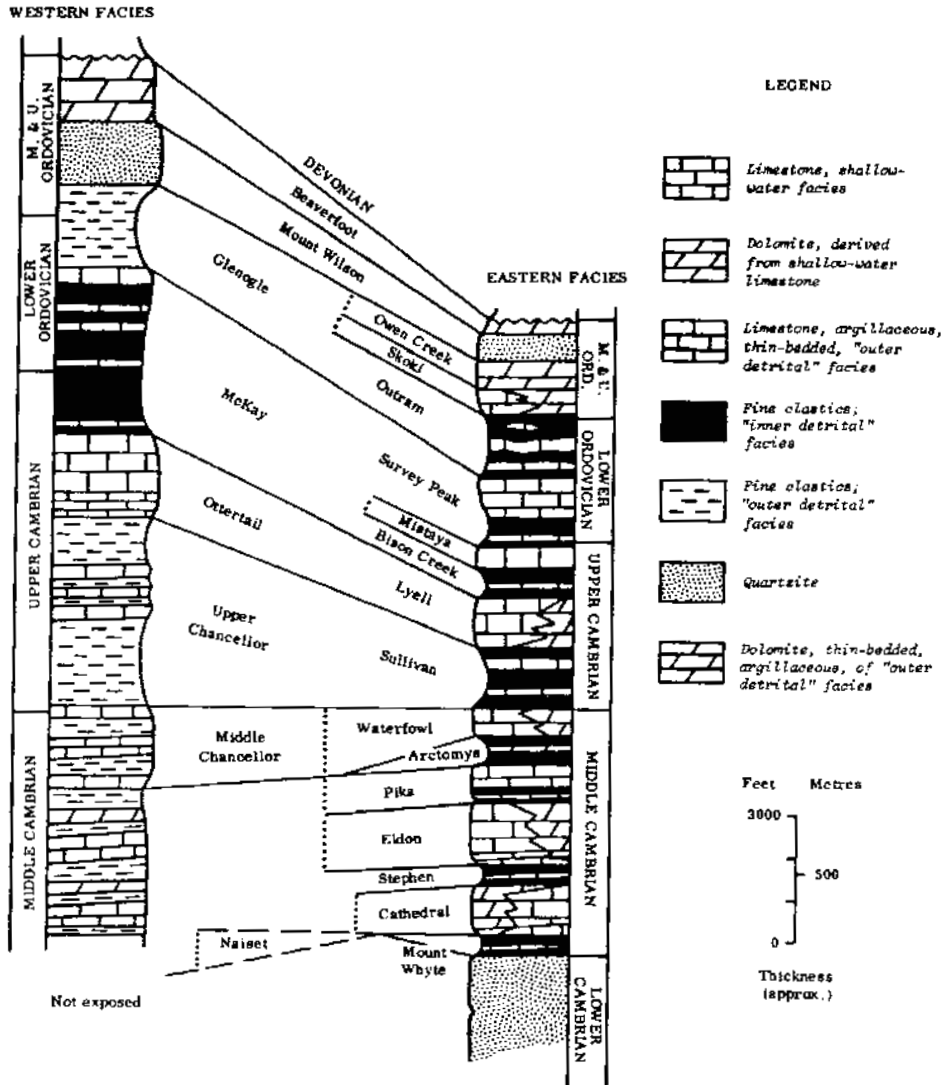 WESTERN FACIES
M. & U.
ORDOVICIAN
LOWER
ORDOVICIAN
UPPER CAMBRIAN
MIDDLE CAMBRIAN
DEVONIAN
Beaverfoot
Mount Wilson
Glenogle
Owen Creek
Skoki
Outram
McKay
Survey Peak
Mistaya
Bison Creek
Ottertail
Lyell
Upper
Chancellor
Sullivan
Middle
Chancellor
Waterfowl
Arctomys
Pika
Eldon
Stephen
Cathedral
Naiset
Mount
Whyte
Not exposed
EASTERN FACIES
M. & U.
ORD.
LOWER
ORDOVICIAN
UPPER CAMBRIAN
MIDDLE CAMBRIAN
LOWER
CAMBRIAN
LEGEND
Limestone, shallow-
water facies
Dolomite, derived
from shallow-water
limestone
Limestone, argillaceous,
thin-bedded, "outer
detrital" facies
Fine clastics;
"inner detrital"
facies
Fine clastics;
"outer detrital"
facies
Quartzite
Dolomite, thin-bedded,
argillaceous, of "outer
detrital" facies
Feet Metres
3000
500
0
Thickness
(approx.)